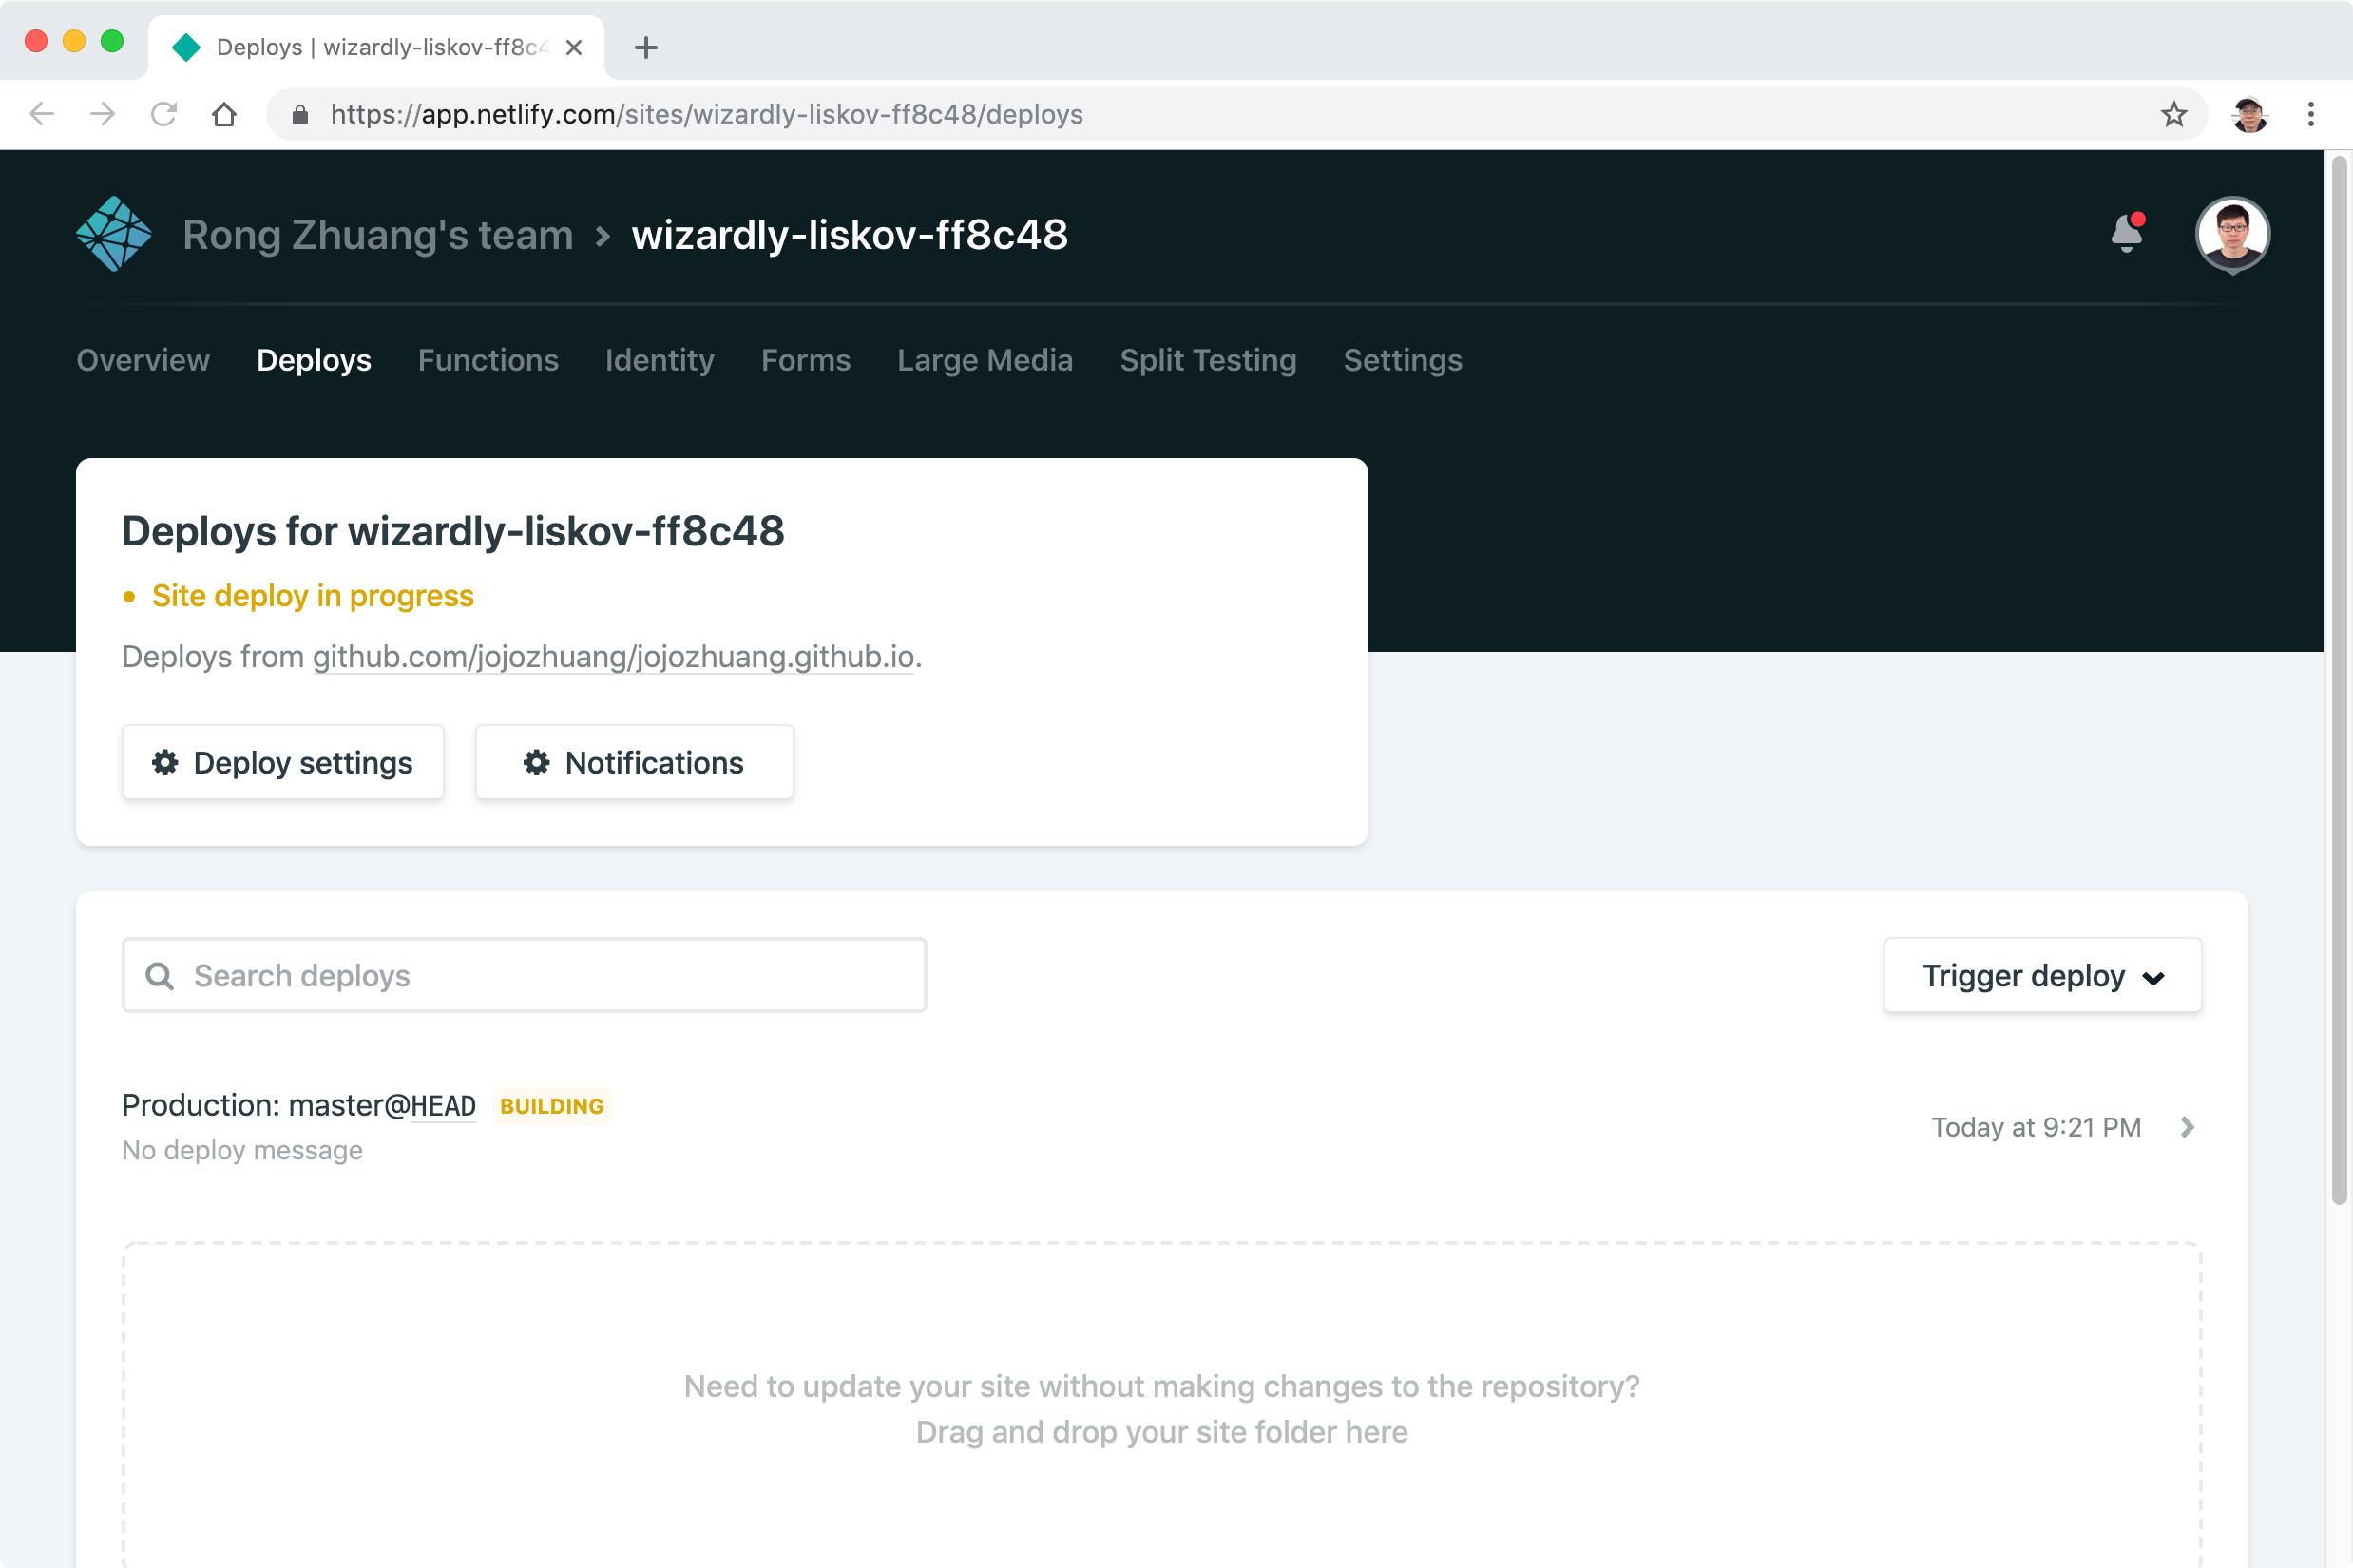 Deploys | wizardly-liskov-ff8c4
https://app.netlify.com/sites/wizardly-liskov-ff8c48/deploys
Rong Zhuang's team > wizardly-liskov-ff8c48
Overview Deploys Functions Identity Forms Large Media Split Testing Settings
Deploys for wizardly-liskov-ff8c48
• Site deploy in progress
Deploys from github.com/jojozhuang/jojozhuang.github.io.
Deploy settings Notifications
Search deploys Trigger deploy
Production: master@HEAD BUILDING
No deploy message
Today at 9:21 PM
Need to update your site without making changes to the repository?
Drag and drop your site folder here